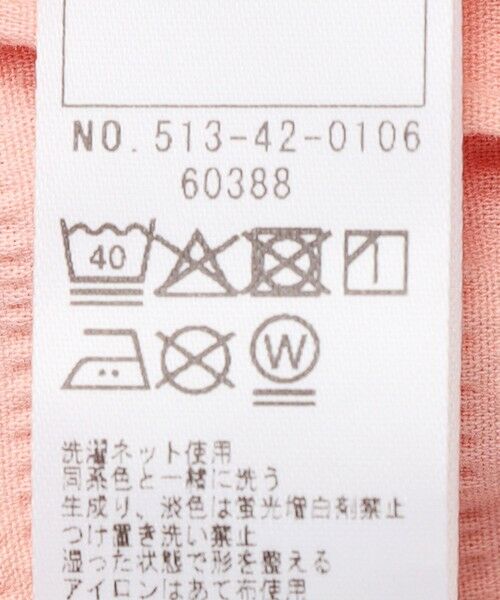 NO. 513-42-0106
60388
40
W
洗濯ネット使用
同系色と一緒に洗う
生成り、淡色は蛍光増白剤禁止
つけ置き洗い禁止
湿った状態で形を整える
アイロンはあて布使用